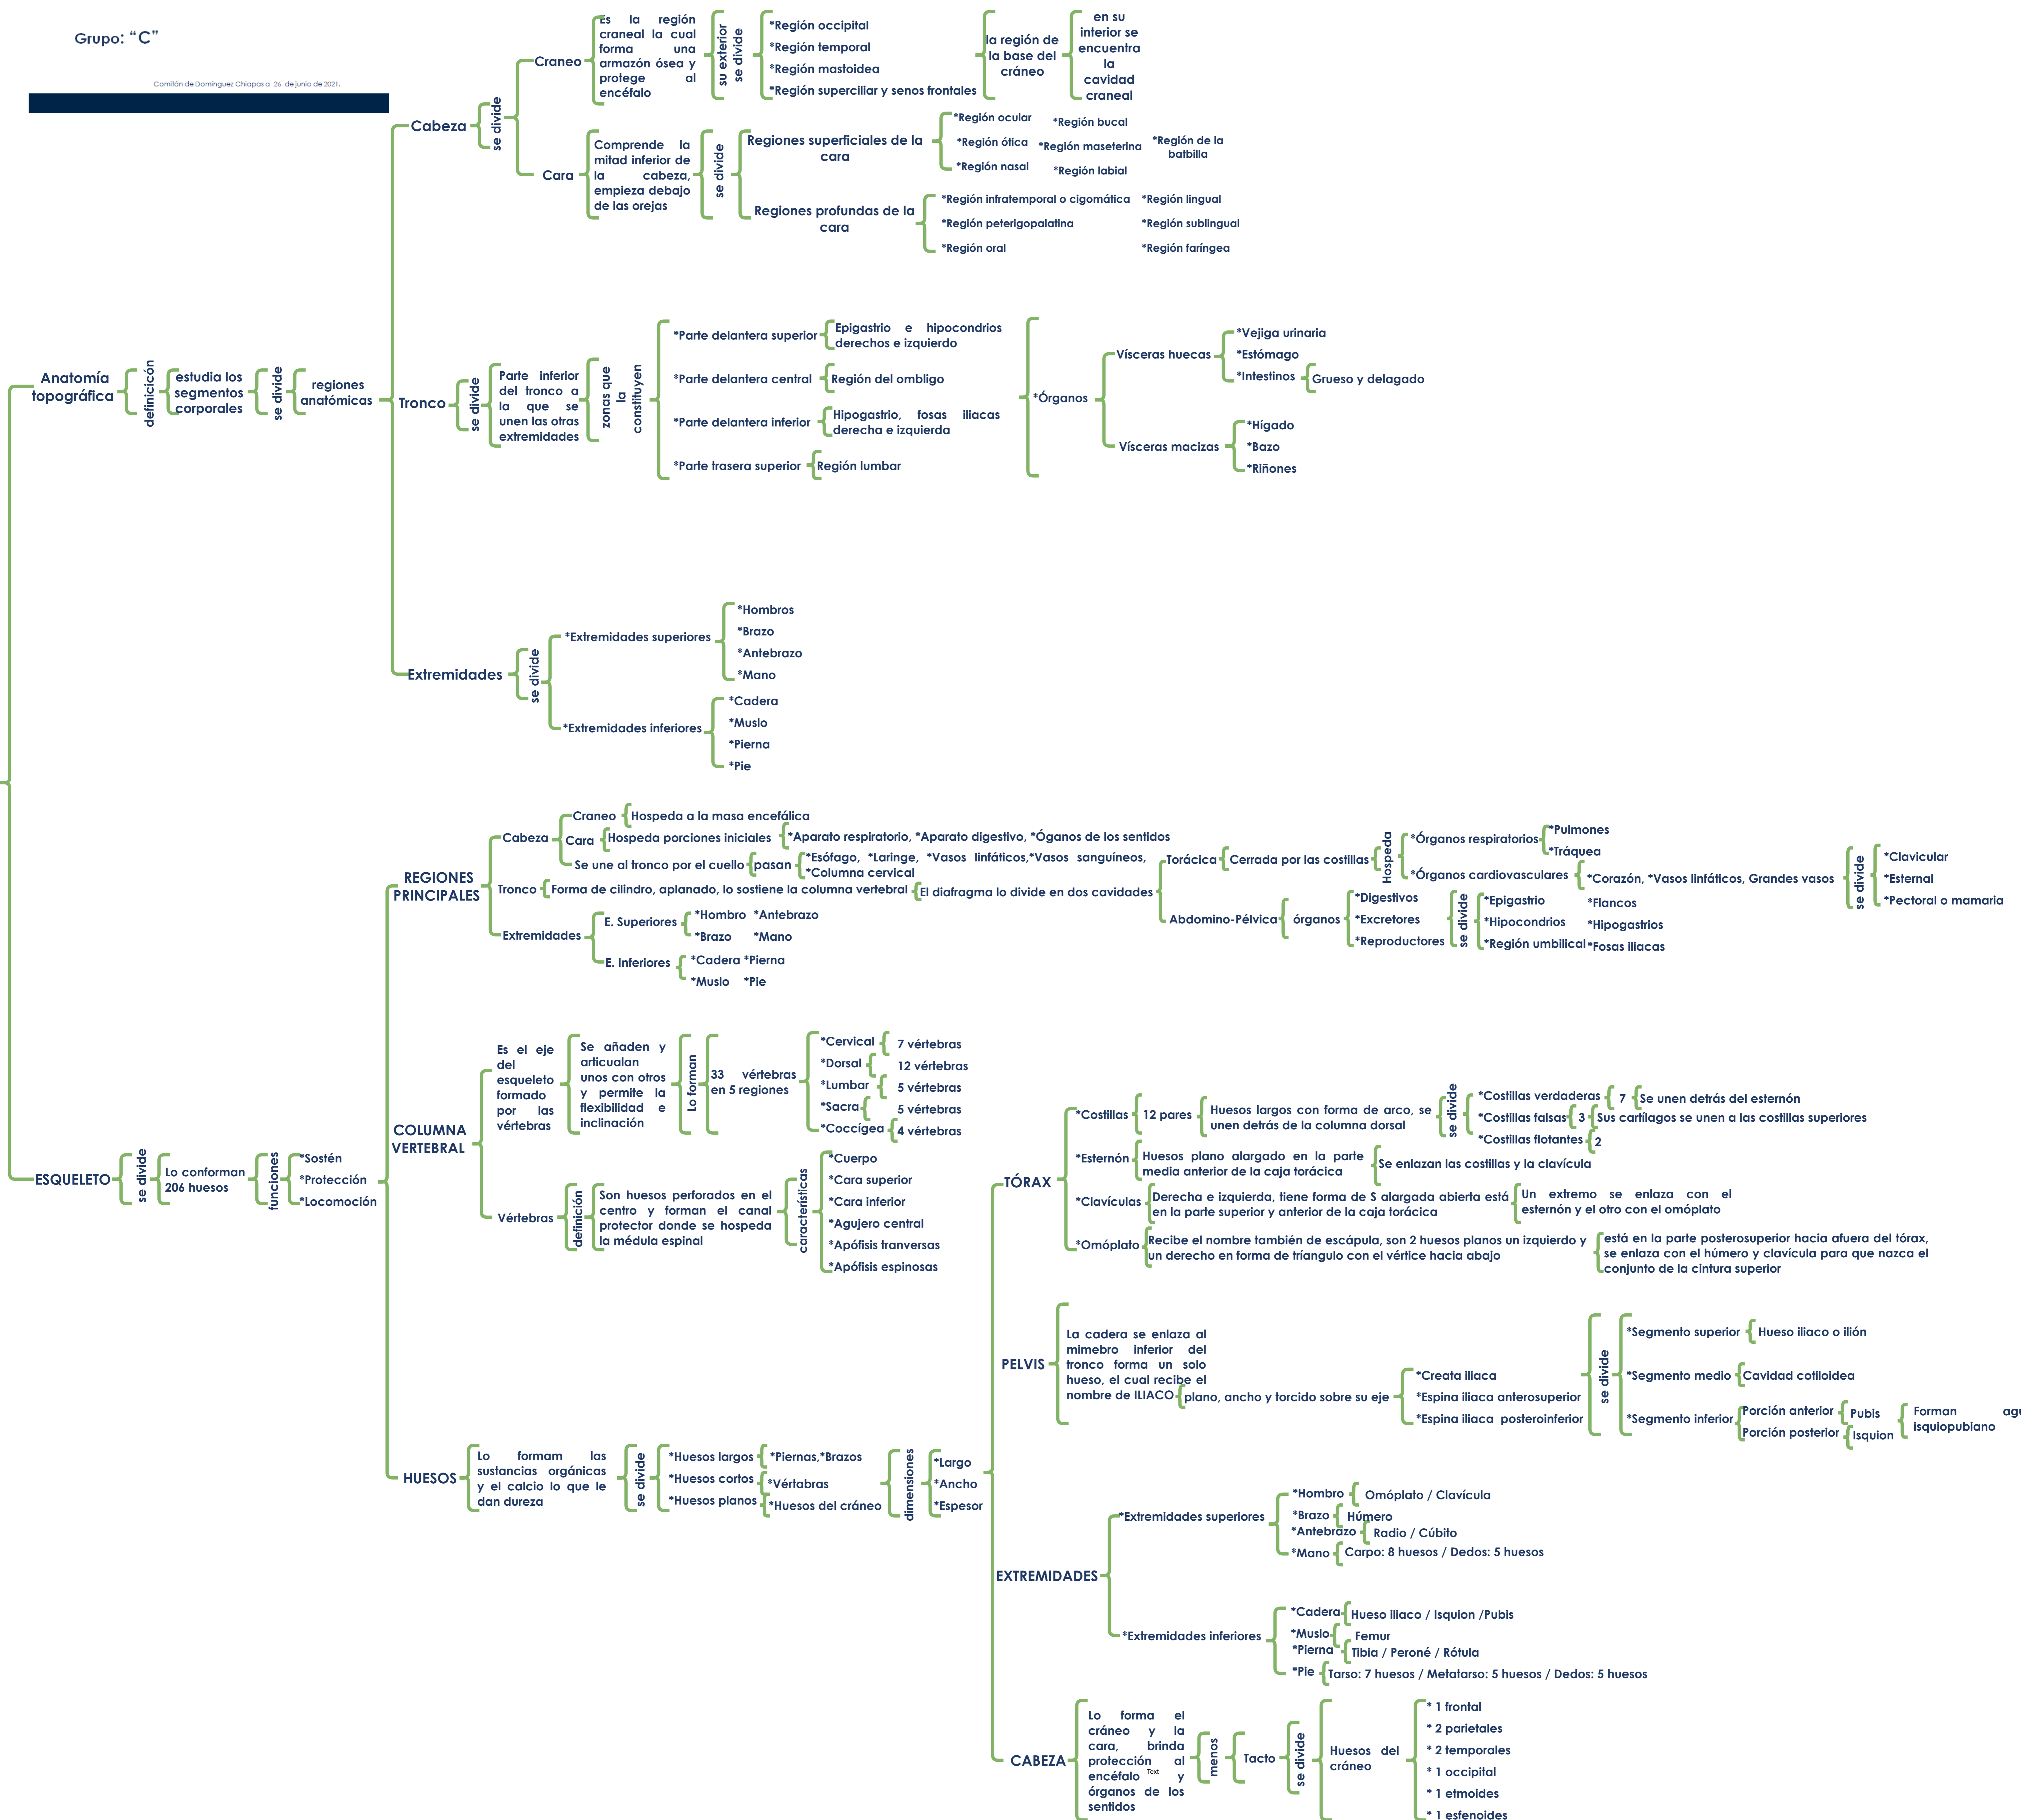 Grupo: “C”
Comitán de Domínguez Chiapas a 26 de junio de 2021.
Anatomía
topográfica
definicicón
estudia los
segmentos
corporales
se divide
regiones
anatómicas
Cabeza
se divide
Craneo
Es la región
craneal la cual
forma una
armazón ósea y
protege al
encéfalo
su exterior
se divide
*Región occipital
*Región temporal
*Región mastoidea
*Región superciliar y senos frontales
la región de
la base del
cráneo
en su
interior se
encuentra
la
cavidad
craneal
Cara
Comprende la
mitad inferior de
la cabeza,
empieza debajo
de las orejas
se divide
Regiones superficiales de la
cara
*Región ocular
*Región ótica
*Región nasal
*Región bucal
*Región maseterina
*Región labial
*Región de la
batbilla
Regiones profundas de la
cara
*Región infratemporal o cigomática
*Región peterigopalatina
*Región oral
*Región lingual
*Región sublingual
*Región faríngea
Tronco
se divide
Parte inferior
del tronco a
la que se
unen las otras
extremidades
zonas que
la
constituyen
*Parte delantera superior
Epigastrio e hipocondrios
derechos e izquierdo
*Parte delantera central
Región del ombligo
*Parte delantera inferior
Hipogastrio, fosas iliacas
derecha e izquierda
*Parte trasera superior
Región lumbar
*Órganos
Vísceras huecas
*Vejiga urinaria
*Estómago
*Intestinos
Grueso y delagado
Vísceras macizas
*Hígado
*Bazo
*Riñones
Extremidades
se divide
*Extremidades superiores
*Hombros
*Brazo
*Antebrazo
*Mano
*Extremidades inferiores
*Cadera
*Muslo
*Pierna
*Pie
ESQUELETO
se divide
Lo conforman
206 huesos
funciones
*Sostén
*Protección
*Locomoción
REGIONES
PRINCIPALES
Cabeza
Craneo
Hospeda a la masa encefálica
Cara
Hospeda porciones iniciales
*Aparato respiratorio, *Aparato digestivo, *Óganos de los sentidos
Se une al tronco por el cuello
pasan
*Esófago, *Laringe, *Vasos linfáticos,*Vasos sanguíneos,
*Columna cervical
Tronco
Forma de cilindro, aplanado, lo sostiene la columna vertebral
El diafragma lo divide en dos cavidades
Torácica
Cerrada por las costillas
Hospeda
*Órganos respiratorios
*Pulmones
*Tráquea
*Órganos cardiovasculares
*Corazón, *Vasos linfáticos, Grandes vasos
se divide
*Clavicular
*Esternal
*Pectoral o mamaria
Abdomino-Pélvica
órganos
*Digestivos
*Excretores
*Reproductores
se divide
*Epigastrio
*Hipocondrios
*Región umbilical
*Flancos
*Hipogastrios
*Fosas iliacas
Extremidades
E. Superiores
*Hombro *Antebrazo
*Brazo *Mano
E. Inferiores
*Cadera *Pierna
*Muslo *Pie
COLUMNA
VERTEBRAL
Es el eje
del
esqueleto
formado
por las
vértebras
Se añaden y
articualan
unos con otros
y permite la
flexibilidad e
inclinación
Lo forman
33 vértebras
en 5 regiones
*Cervical
7 vértebras
*Dorsal
12 vértebras
*Lumbar
5 vértebras
*Sacra
5 vértebras
*Coccígea
4 vértebras
Vértebras
definición
Son huesos perforados en el
centro y forman el canal
protector donde se hospeda
la médula espinal
características
*Cuerpo
*Cara superior
*Cara inferior
*Agujero central
*Apófisis tranversas
*Apófisis espinosas
HUESOS
Lo formam las
sustancias orgánicas
y el calcio lo que le
dan dureza
se divide
*Huesos largos
*Piernas,*Brazos
*Huesos cortos
*Vértabras
*Huesos planos
*Huesos del cráneo
dimensiones
*Largo
*Ancho
*Espesor
TÓRAX
*Costillas
12 pares
Huesos largos con forma de arco, se
unen detrás de la columna dorsal
se divide
*Costillas verdaderas
7
Se unen detrás del esternón
*Costillas falsas
3
Sus cartílagos se unen a las costillas superiores
*Costillas flotantes
2
*Esternón
Huesos plano alargado en la parte
media anterior de la caja torácica
Se enlazan las costillas y la clavícula
*Clavículas
Derecha e izquierda, tiene forma de S alargada abierta está
en la parte superior y anterior de la caja torácica
Un extremo se enlaza con el
esternón y el otro con el omóplato
*Omóplato
Recibe el nombre también de escápula, son 2 huesos planos un izquierdo y
un derecho en forma de tríangulo con el vértice hacia abajo
está en la parte posterosuperior hacia afuera del tórax,
se enlaza con el húmero y clavícula para que nazca el
conjunto de la cintura superior
PELVIS
La cadera se enlaza al
mimebro inferior del
tronco forma un solo
hueso, el cual recibe el
nombre de ILIACO
plano, ancho y torcido sobre su eje
*Creata iliaca
*Espina iliaca anterosuperior
*Espina iliaca posteroinferior
se divide
*Segmento superior
Hueso iliaco o ilión
*Segmento medio
Cavidad cotiloidea
*Segmento inferior
Porción anterior
Pubis
Porción posterior
Isquion
Forman agu
isquiopubiano
EXTREMIDADES
*Extremidades superiores
*Hombro
Omóplato / Clavícula
*Brazo
Húmero
*Antebrazo
Radio / Cúbito
*Mano
Carpo: 8 huesos / Dedos: 5 huesos
*Extremidades inferiores
*Cadera
Hueso iliaco / Isquion /Pubis
*Muslo
Femur
*Pierna
Tibia / Peroné / Rótula
*Pie
Tarso: 7 huesos / Metatarso: 5 huesos / Dedos: 5 huesos
CABEZA
Lo forma el
cráneo y la
cara, brinda
protección al
encéfalo y
órganos de los
sentidos
Text
menos
Tacto
se divide
Huesos del
cráneo
* 1 frontal
* 2 parietales
* 2 temporales
* 1 occipital
* 1 etmoides
* 1 esfenoides